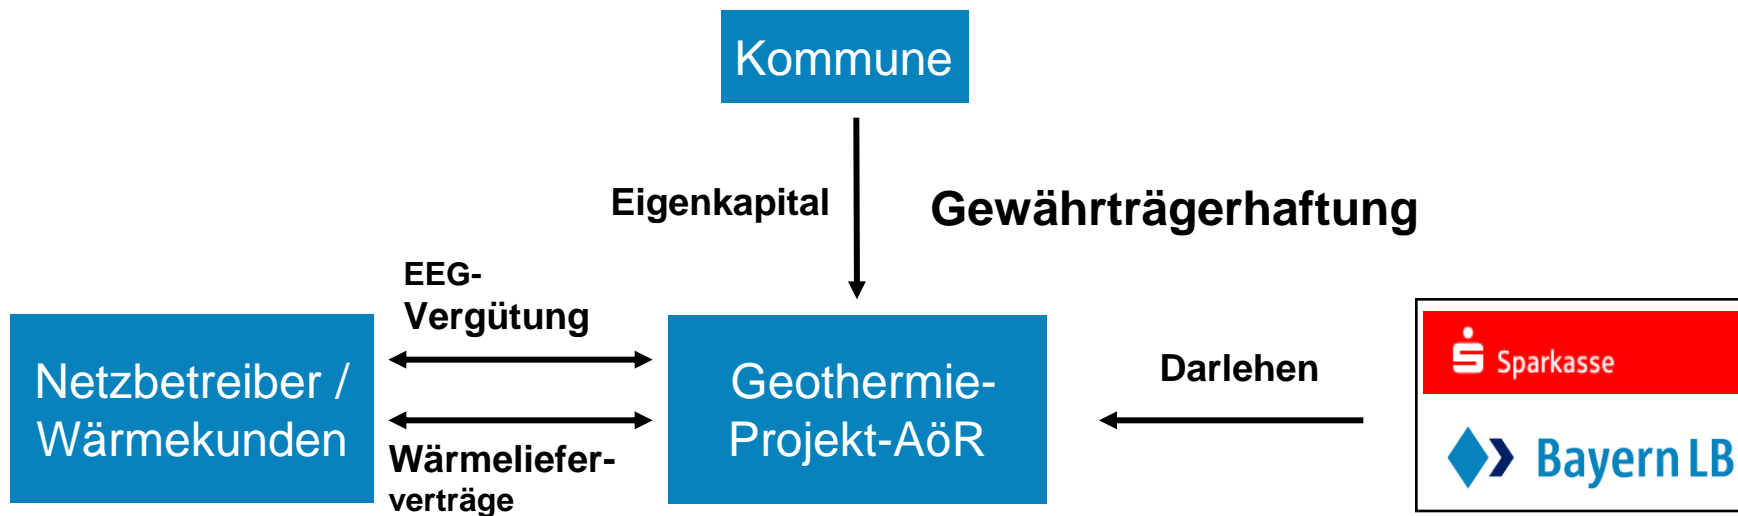 Kommune
Eigenkapital
Gewährträgerhaftung
EEG-
Vergütung
Netzbetreiber /
Wärmekunden
Wärmeliefer-
verträge
Geothermie-
Projekt-AöR
Darlehen
Sparkasse
Bayern LB